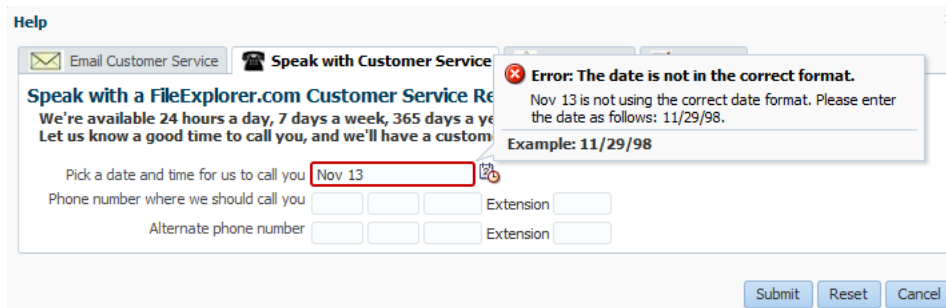 Help
Email Customer Service
Speak with Customer Service
Error: The date is not in the correct format.
Nov 13 is not using the correct date format. Please enter
the date as follows: 11/29/98.
Example: 11/29/98
Speak with a FileExplorer.com Customer Service
We're available 24 hours a day, 7 days a week, 365 days a
Let us know a good time to call you, and we'll have a
Pick a date and time for us to call you Nov 13
Phone number where we should call you Extension
Alternate phone number Extension
Submit Reset Cancel